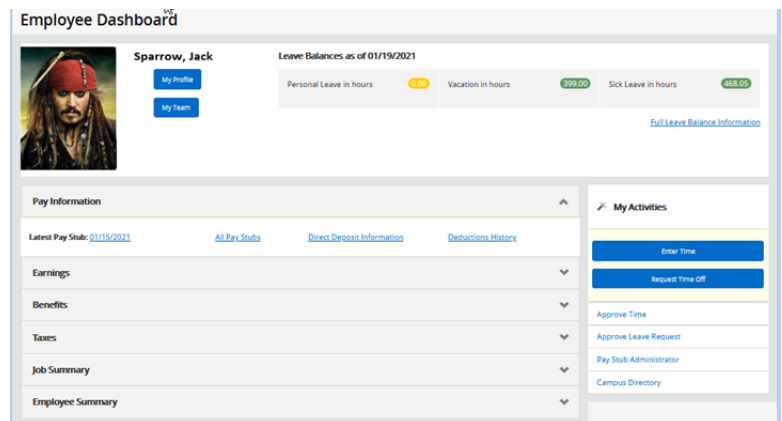 Employee Dashboard
Sparrow, Jack
My Profile
My Team
Leave Balances as of 01/19/2021
Personal Leave in hours 0.00 Vacation in hours 399.00 Sick Leave in hours 468.05
Full Leave Balance Information
Pay Information
Latest Pay Stub: 01/15/2021 All Pay Stubs Direct Deposit Information Deductions History
Earnings
Benefits
Taxes
Job Summary
Employee Summary
My Activities
Enter Time
Request Time Off
Approve Time
Approve Leave Request
Pay Stub Administrator
Campus Directory